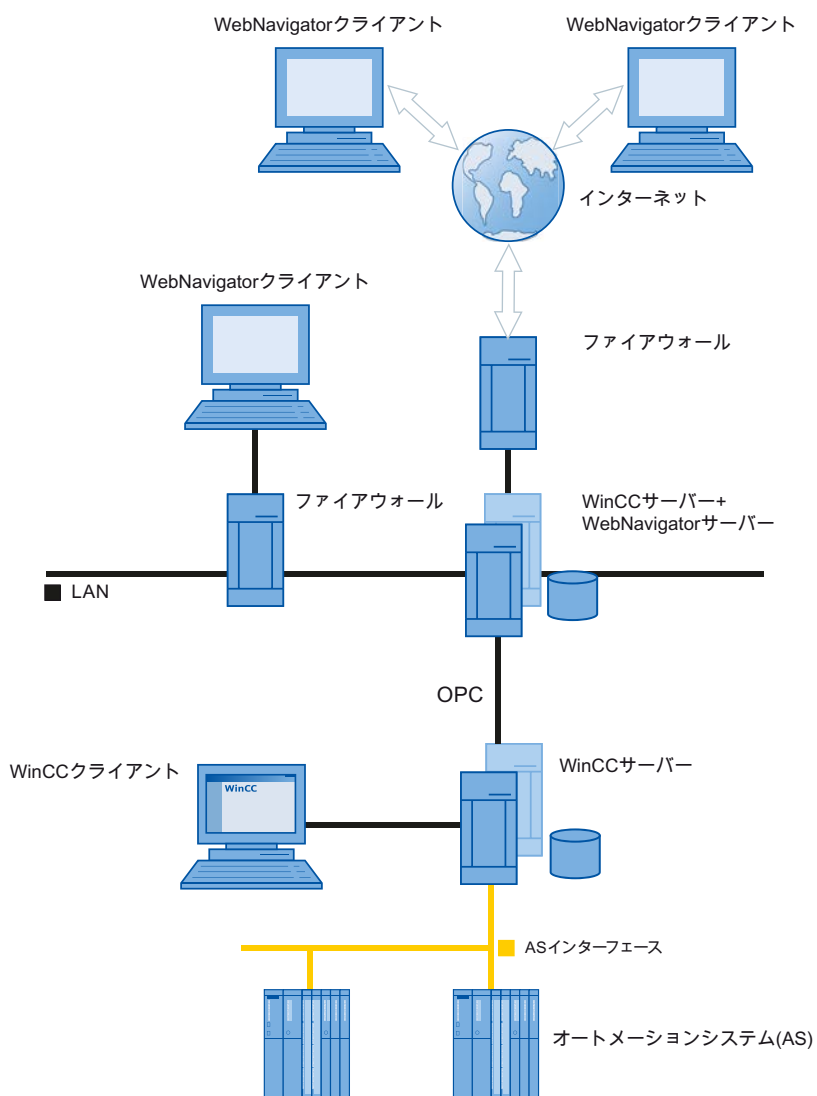 WebNavigatorクライアント
WebNavigatorクライアント
インターネット
WebNavigatorクライアント
ファイアウォール
ファイアウォール
WinCCサーバー+
WebNavigatorサーバー
LAN
OPC
WinCCクライアント
WinCC
WinCCサーバー
ASインターフェース
オートメーションシステム(AS)